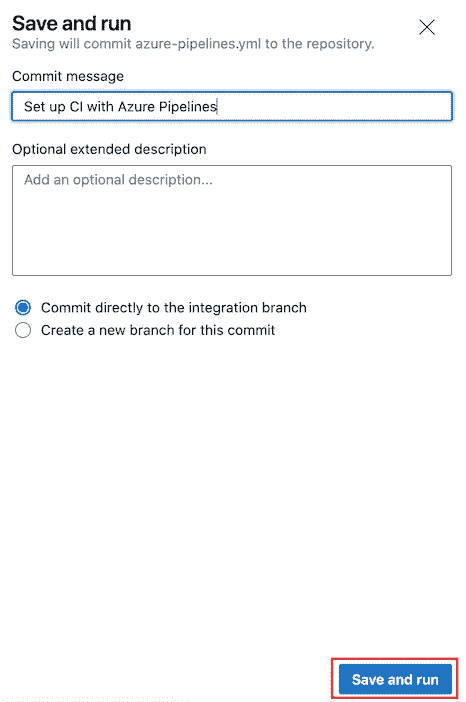 Save and run
Saving will commit azure-pipelines.yml to the repository.
Commit message
Set up CI with Azure Pipelines
Optional extended description
Add an optional description...
Commit directly to the integration branch
Create a new branch for this commit
Save and run